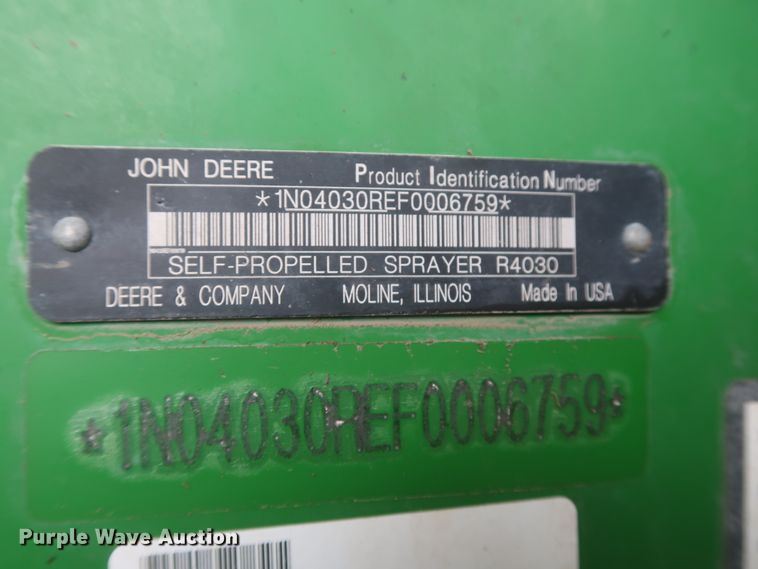 JOHN DEERE Product Identification Number
*1N04030REF0006759*
SELF-PROPELLED SPRAYER R4030
DEERE & COMPANY MOLINE, ILLINOIS Made In USA
*1N04030REF0006759*
Purple Wave Auction